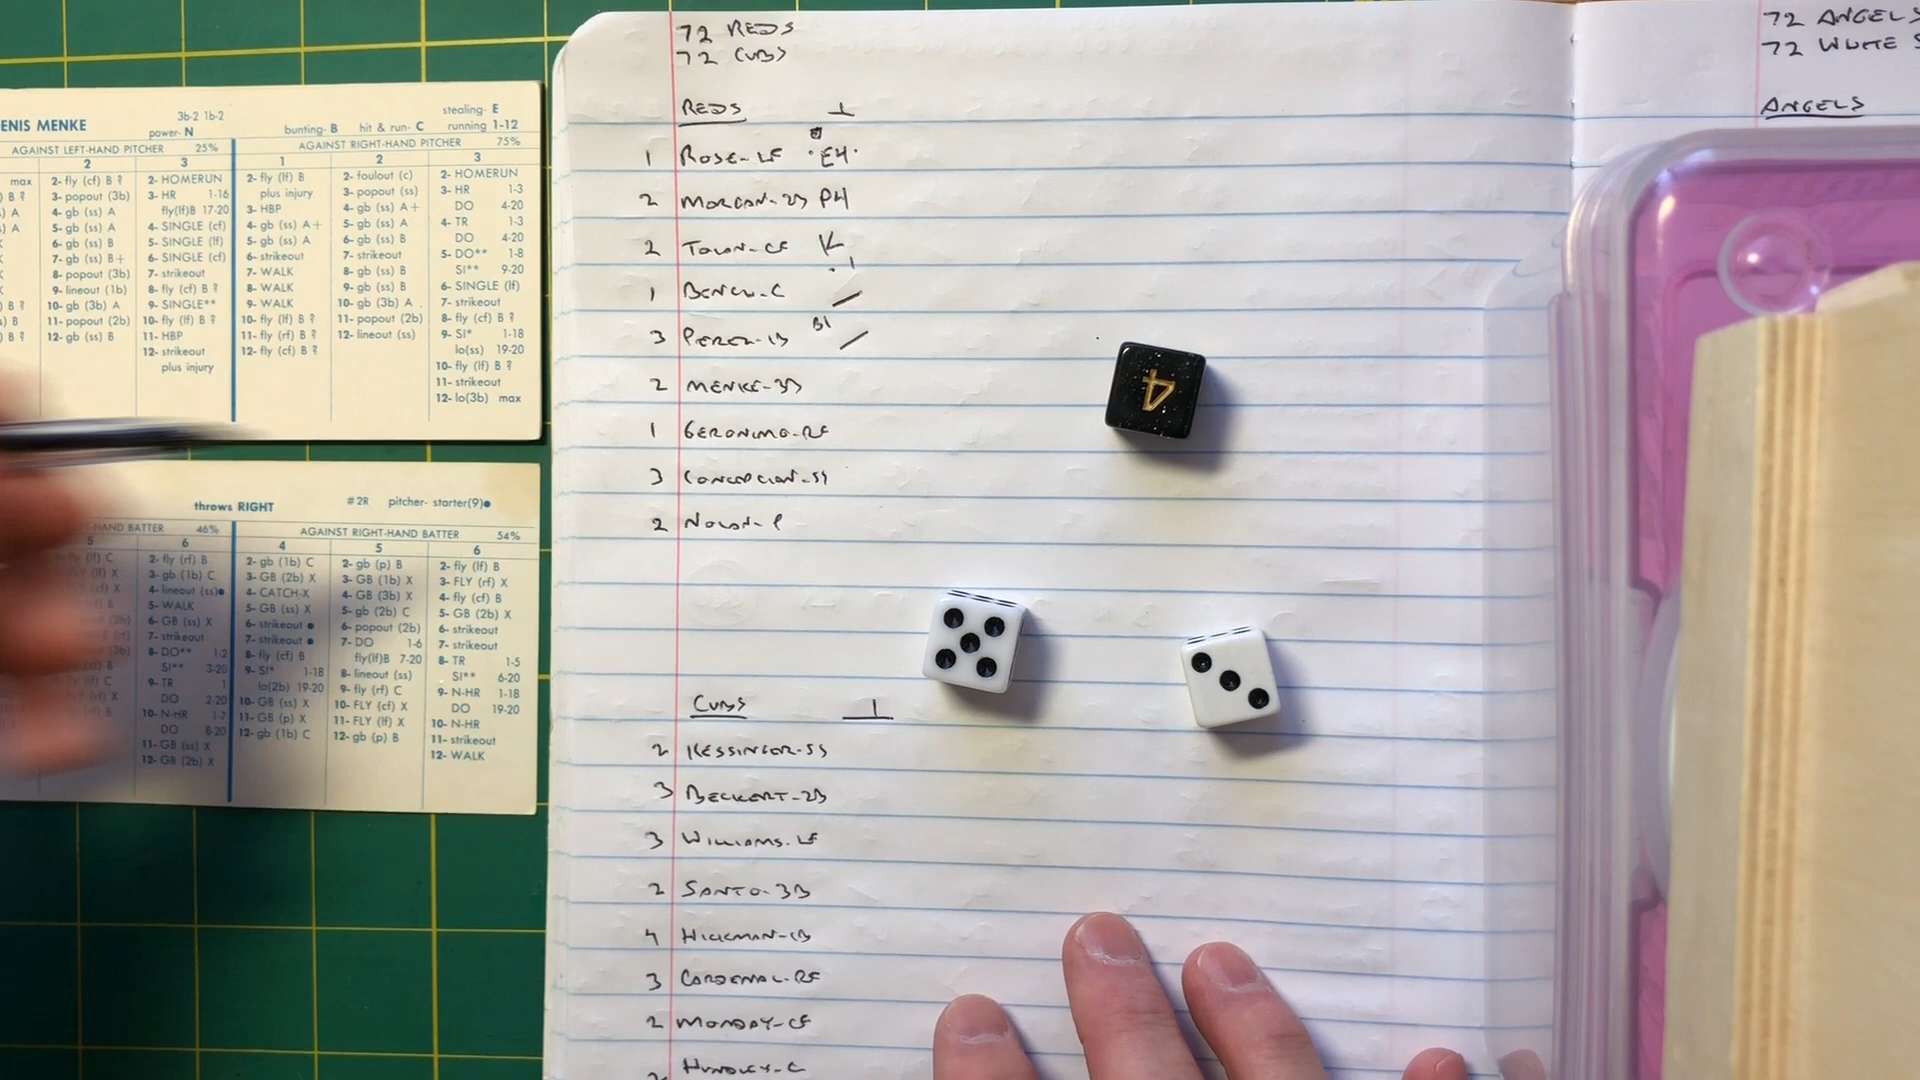 ENIS MENKE
3b-2 1b-2
power- N
bunting- B hit & run- C
stealing- E
running 1-12
AGAINST LEFT-HAND PITCHER 25%
AGAINST RIGHT-HAND PITCHER 75%
2 3 1 2 3
max
) B ?
) A
) A
) B ?
) B
B ?
2- fly (cf) B ?
3- popout (3b)
4- gb (ss) A
5- gb (ss) A
6- gb (ss) B
7- gb (ss) B+
8- popout (3b)
9- lineout (1b)
10- gb (3b) A
11- popout (2b)
12- gb (ss) B
2- HOMERUN
3- HR 1-16
fly(lf)B 17-20
4- SINGLE (cf)
5- SINGLE (lf)
6- SINGLE (cf)
7- strikeout
8- fly (cf) B ?
9- SINGLE**
10- fly (lf) B ?
11- HBP
12- strikeout
plus injury
2- fly (lf) B
plus injury
3- HBP
4- gb (ss) A+
5- gb (ss) A
6- strikeout
7- WALK
8- WALK
9- WALK
10- fly (lf) B ?
11- fly (rf) B ?
12- fly (cf) B ?
2- foulout (c)
3- popout (ss)
4- gb (ss) A+
5- gb (ss) A
6- gb (ss) B
7- strikeout
8- gb (ss) B
9- gb (ss) B
10- gb (3b) A
11- popout (2b)
12- lineout (ss)
2- HOMERUN
3- HR 1-3
DO 4-20
4- TR 1-3
DO 4-20
5- DO** 1-8
SI** 9-20
6- SINGLE (lf)
7- strikeout
8- fly (cf) B ?
9- SI* 1-18
lo(ss) 19-20
10- fly (lf) B ?
11- strikeout
12- lo(3b) max
throws RIGHT
#2R pitcher- starter(9)●
HAND BATTER 46%
AGAINST RIGHT-HAND BATTER 54%
5 6 4 5 6
2- fly (rf) B
3- gb (1b) C
4- lineout (ss)●
5- WALK
6- GB (ss) X
7- strikeout
8- DO** 1-2
SI** 3-20
9- TR 1
DO 2-20
10- N-HR 1-7
DO 8-20
11- GB (ss) X
12- GB (2b) X
2- gb (1b) C
3- GB (2b) X
4- CATCH-X
5- GB (ss) X
6- strikeout ●
7- strikeout ●
8- fly (cf) B
9- SI* 1-18
lo(2b) 19-20
10- GB (ss) X
11- GB (p) X
12- gb (1b) C
2- gb (p) B
3- GB (1b) X
4- GB (3b) X
5- gb (2b) C
6- popout (2b)
7- DO 1-6
fly(lf)B 7-20
8- lineout (ss)
9- fly (rf) C
10- FLY (cf) X
11- FLY (lf) X
12- gb (p) B
2- fly (lf) B
3- FLY (rf) X
4- fly (cf) B
5- GB (2b) X
6- strikeout
7- strikeout
8- TR 1-5
SI** 6-20
9- N-HR 1-18
DO 19-20
10- N-HR
11- strikeout
12- WALK
72 REDS
72 CUBS
REDS 1
1 ROSE-LF E4
2 MORGAN-2B P4
2 TOLAN-CF K
1 BENCH-C
3 PEREZ-1B
2 MENKE-3B
1 GERONIMO-RF
3 CONCEPCION-SS
2 NOLAN-P
CUBS 1
2 KESSINGER-SS
3 BECKERT-2B
3 WILLIAMS-LF
2 SANTO-3B
4 HICKMAN-1B
3 CARDENAL-RF
2 MONDAY-CF
HUNDLEY-C
4
72 ANGELS
72 WHITE S
ANGELS